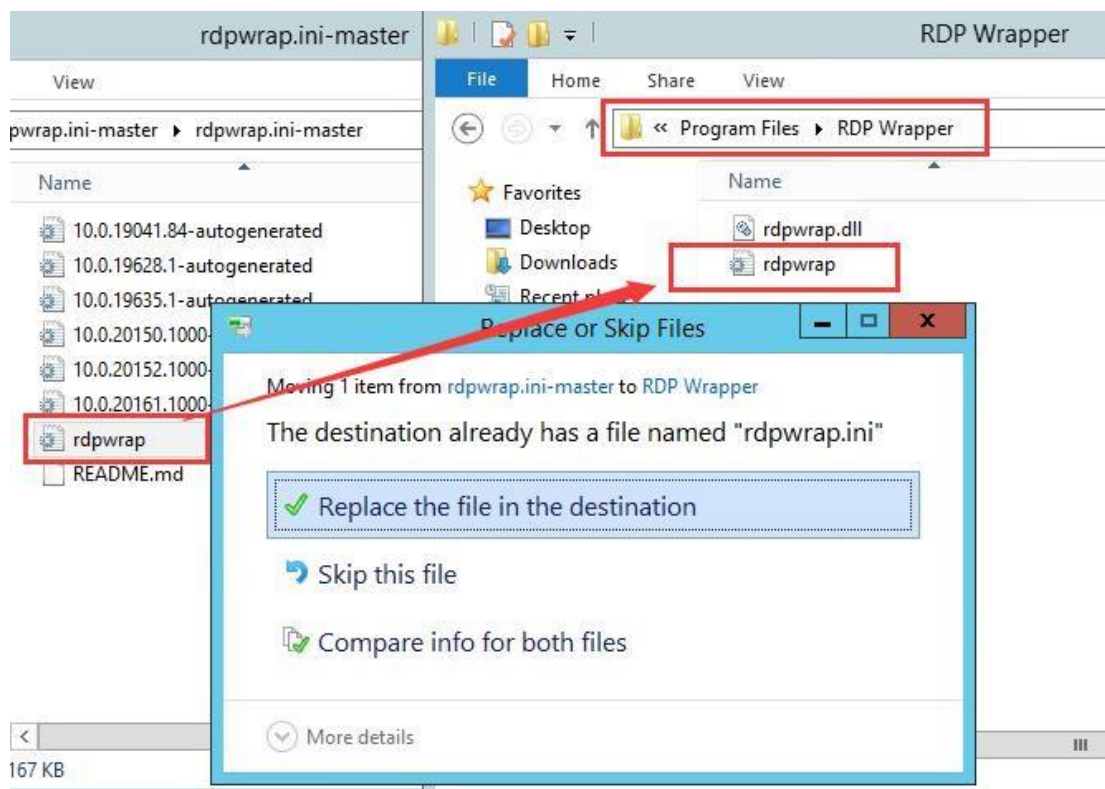 rdpwrap.ini-master
View
pwrap.ini-master ▸ rdpwrap.ini-master
Name
10.0.19041.84-autogenerated
10.0.19628.1-autogenerated
10.0.19635.1-autogenerated
10.0.20150.1000-
10.0.20152.1000-
10.0.20161.1000-
rdpwrap
README.md
167 KB
RDP Wrapper
File Home Share View
« Program Files ▸ RDP Wrapper
Favorites
Desktop
Downloads
Recent
Name
rdpwrap.dll
rdpwrap
Replace or Skip Files
Moving 1 item from rdpwrap.ini-master to RDP Wrapper
The destination already has a file named "rdpwrap.ini"
Replace the file in the destination
Skip this file
Compare info for both files
More details